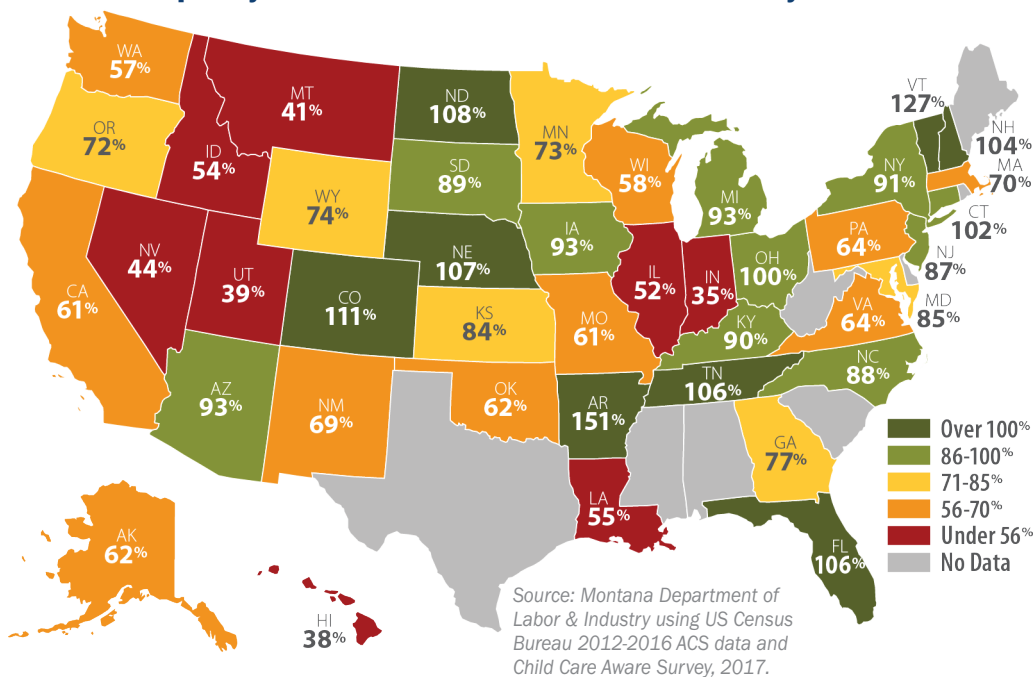 WA
57%
OR
72%
CA
61%
NV
44%
ID
54%
MT
41%
WY
74%
UT
39%
CO
111%
AZ
93%
NM
69%
ND
108%
SD
89%
NE
107%
KS
84%
OK
62%
MN
73%
IA
93%
MO
61%
AR
151%
LA
55%
WI
58%
IL
52%
IN
35%
MI
93%
OH
100%
KY
90%
TN
106%
GA
77%
FL
106%
NC
88%
VA
64%
PA
64%
NY
91%
VT
127%
NH
104%
MA
70%
CT
102%
NJ
87%
MD
85%
AK
62%
HI
38%
Over 100%
86-100%
71-85%
56-70%
Under 56%
No Data
Source: Montana Department of
Labor & Industry using US Census
Bureau 2012-2016 ACS data and
Child Care Aware Survey, 2017.